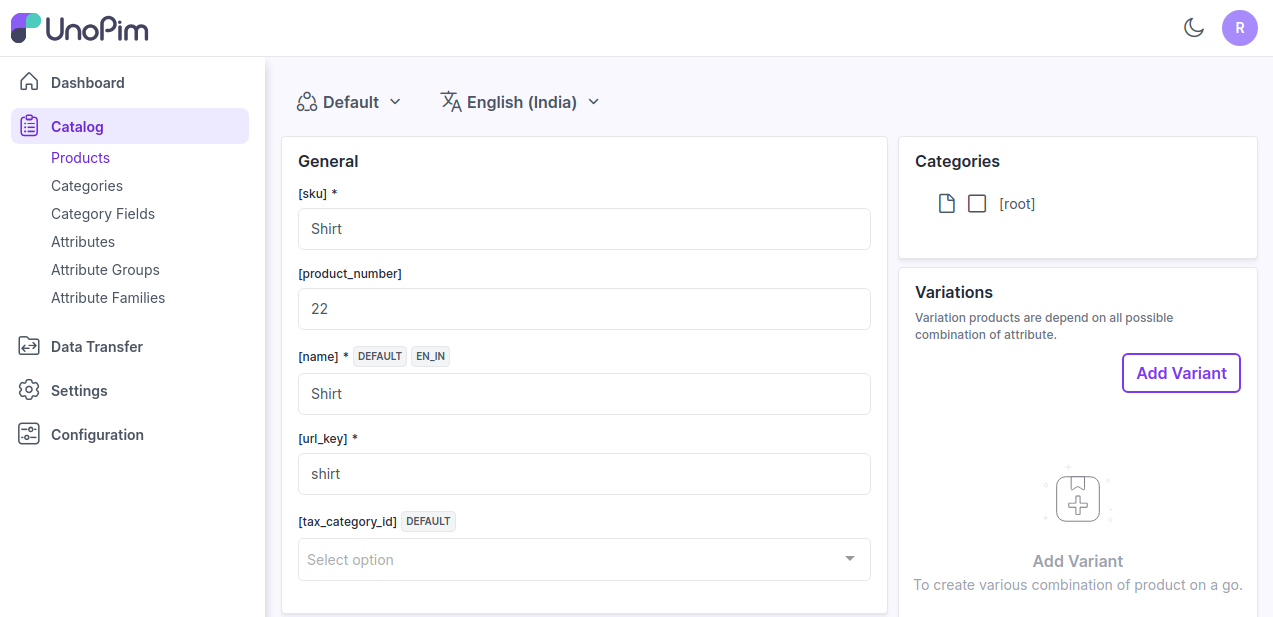 UnoPim
R
Dashboard
Catalog
Products
Categories
Category Fields
Attributes
Attribute Groups
Attribute Families
Data Transfer
Settings
Configuration
Default
English (India)
General
[sku] *
Shirt
[product_number]
22
[name] * DEFAULT EN_IN
Shirt
[url_key] *
shirt
[tax_category_id] DEFAULT
Select option
Categories
[root]
Variations
Variation products are depend on all possible
combination of attribute.
Add Variant
Add Variant
To create various combination of product on a go.